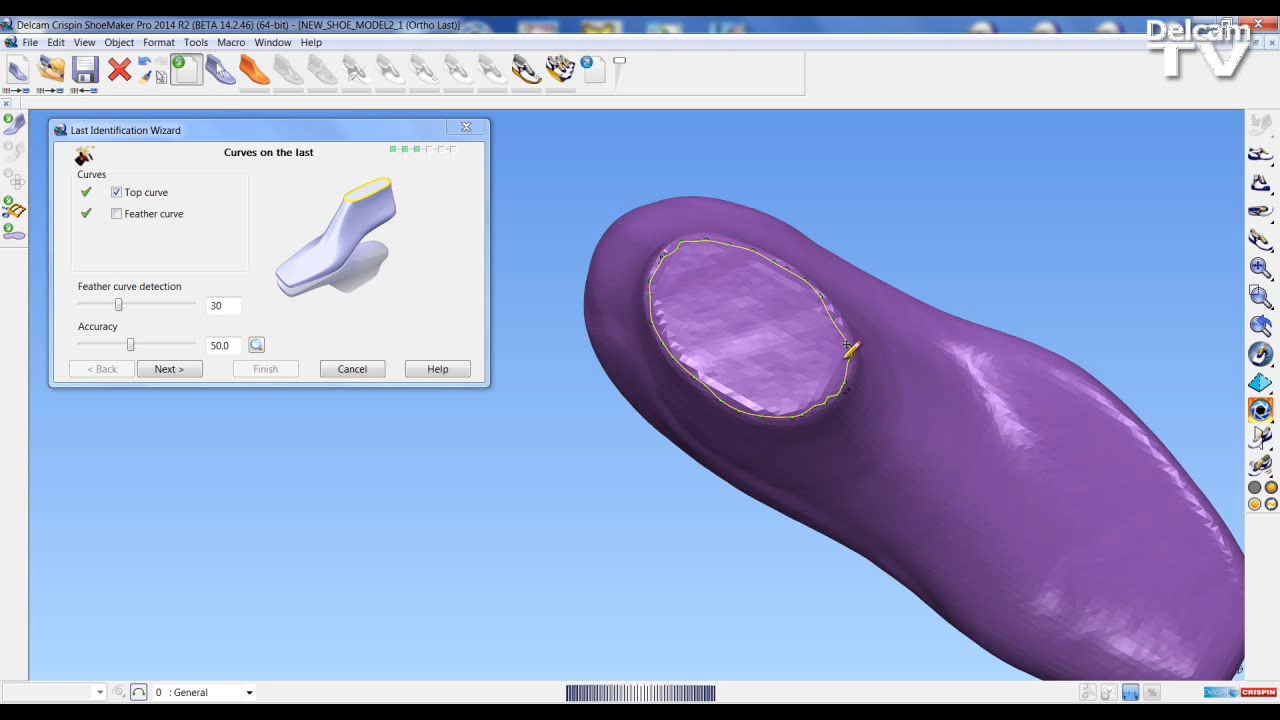 Delcam Crispin ShoeMaker Pro 2014 R2 (BETA 14.2.46) (64-bit) - [NEW_SHOE_MODEL2_1 (Ortho Last)]
Delcam
TV
File Edit View Object Format Tools Macro Window Help
Last Identification Wizard
Curves on the last
Curves
Top curve
Feather curve
Feather curve detection
30
Accuracy
50.0
< Back Next > Finish Cancel Help
0 : General
%
Delcam CRISPIN